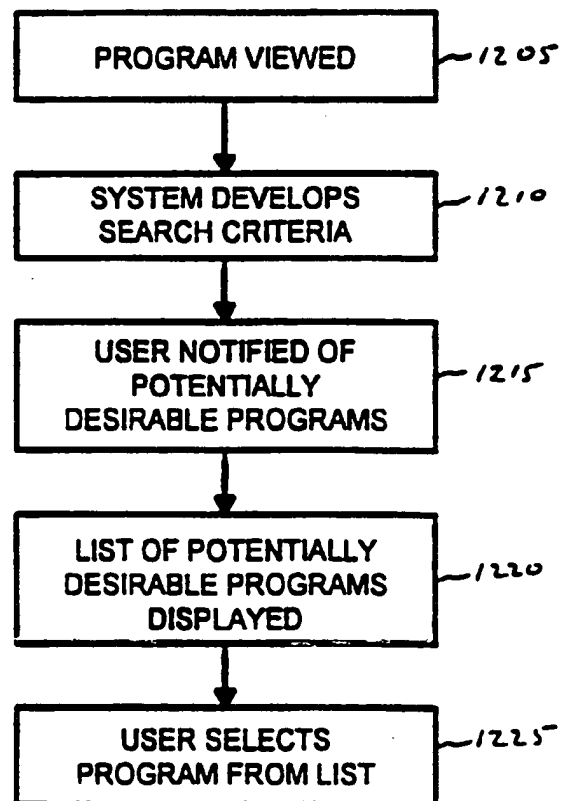 PROGRAM VIEWED
1205
SYSTEM DEVELOPS
SEARCH CRITERIA
1210
USER NOTIFIED OF
POTENTIALLY
DESIRABLE PROGRAMS
1215
LIST OF POTENTIALLY
DESIRABLE PROGRAMS
DISPLAYED
1220
USER SELECTS
PROGRAM FROM LIST
1225